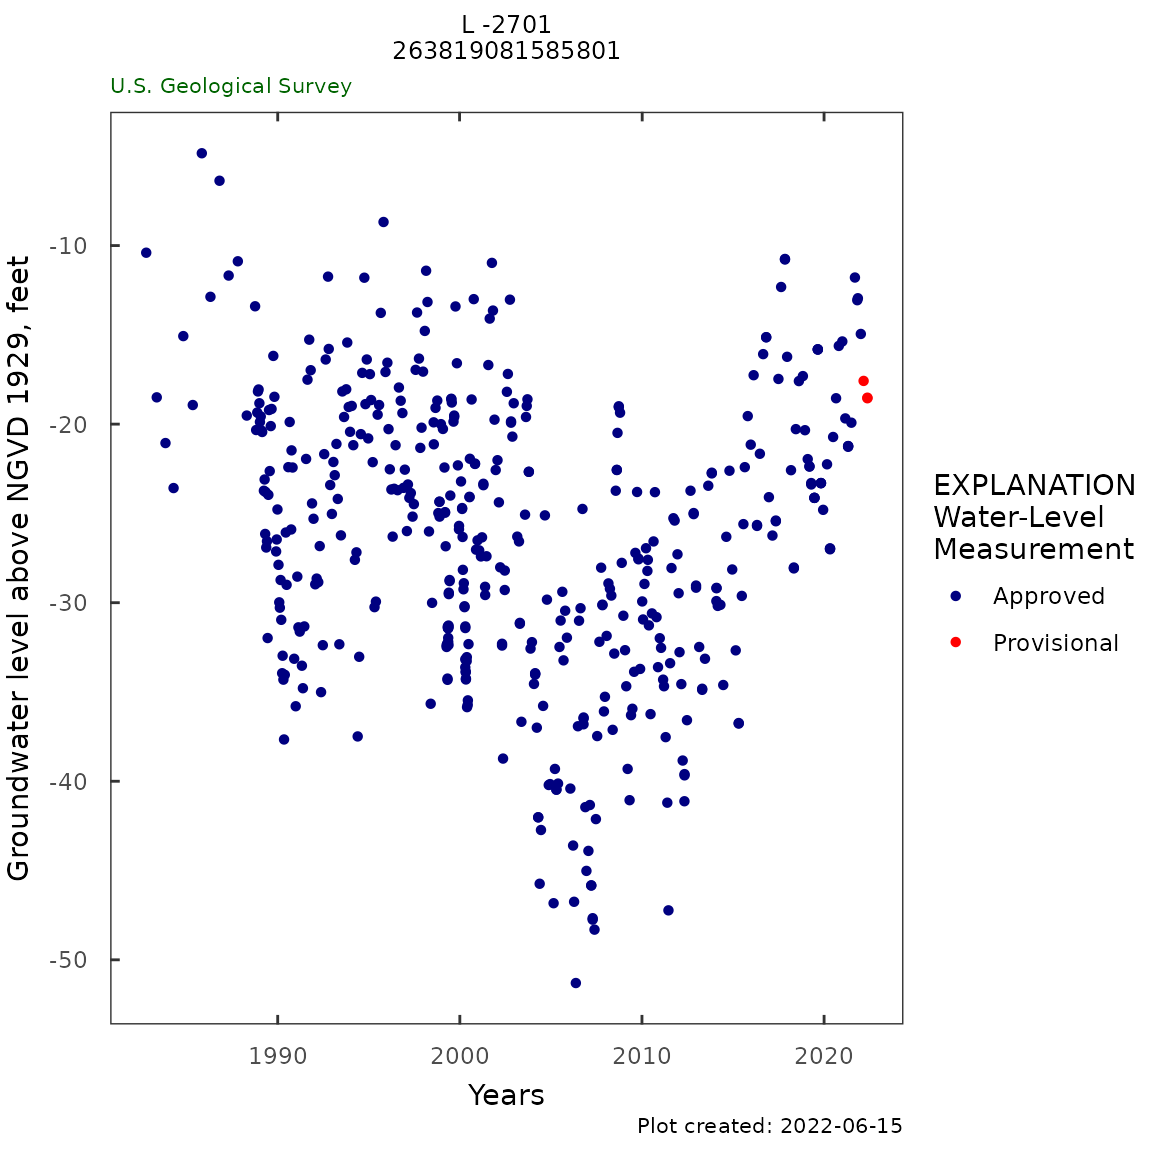 L -2701
263819081585801
U.S. Geological Survey
Groundwater level above NGVD 1929, feet
-10
-20
-30
-40
-50
1990
2000
2010
2020
Years
EXPLANATION
Water-Level
Measurement
Approved
Provisional
Plot created: 2022-06-15